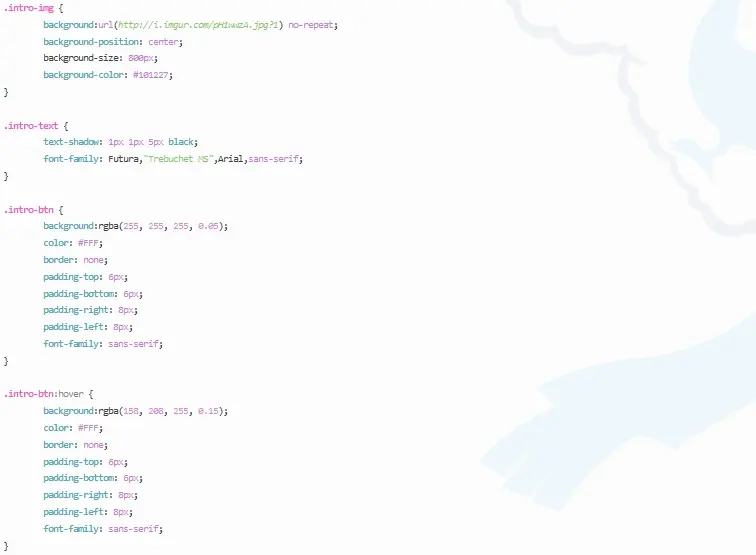 .intro-img {
background:url(http://i.imgur.com/pH1wwzA.jpg?1) no-repeat;
background-position: center;
background-size: 800px;
background-color: #101227;
}
.intro-text {
text-shadow: 1px 1px 5px black;
font-family: Futura,"Trebuchet MS",Arial,sans-serif;
}
.intro-btn {
background:rgba(255, 255, 255, 0.05);
color: #FFF;
border: none;
padding-top: 6px;
padding-bottom: 6px;
padding-right: 8px;
padding-left: 8px;
font-family: sans-serif;
}
.intro-btn:hover {
background:rgba(158, 208, 255, 0.15);
color: #FFF;
border: none;
padding-top: 6px;
padding-bottom: 6px;
padding-right: 8px;
padding-left: 8px;
font-family: sans-serif;
}